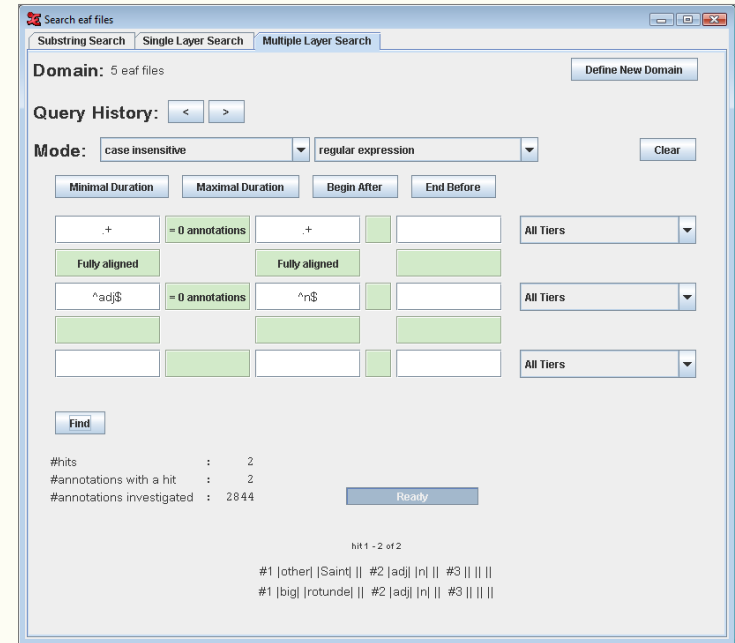 Search eaf files
Substring Search Single Layer Search Multiple Layer Search
Domain: 5 eaf files Define New Domain
Query History: < >
Mode: case insensitive regular expression Clear
Minimal Duration Maximal Duration Begin After End Before
.+ = 0 annotations .+ All Tiers
Fully aligned Fully aligned
^adj$ = 0 annotations ^n$ All Tiers
All Tiers
Find
#hits : 2
#annotations with a hit : 2
#annotations investigated : 2844 Ready
hit 1 - 2 of 2
#1 |other| |Saint| || #2 |adj| |n| || #3 || || ||
#1 |big| |rotunde| || #2 |adj| |n| || #3 || || ||